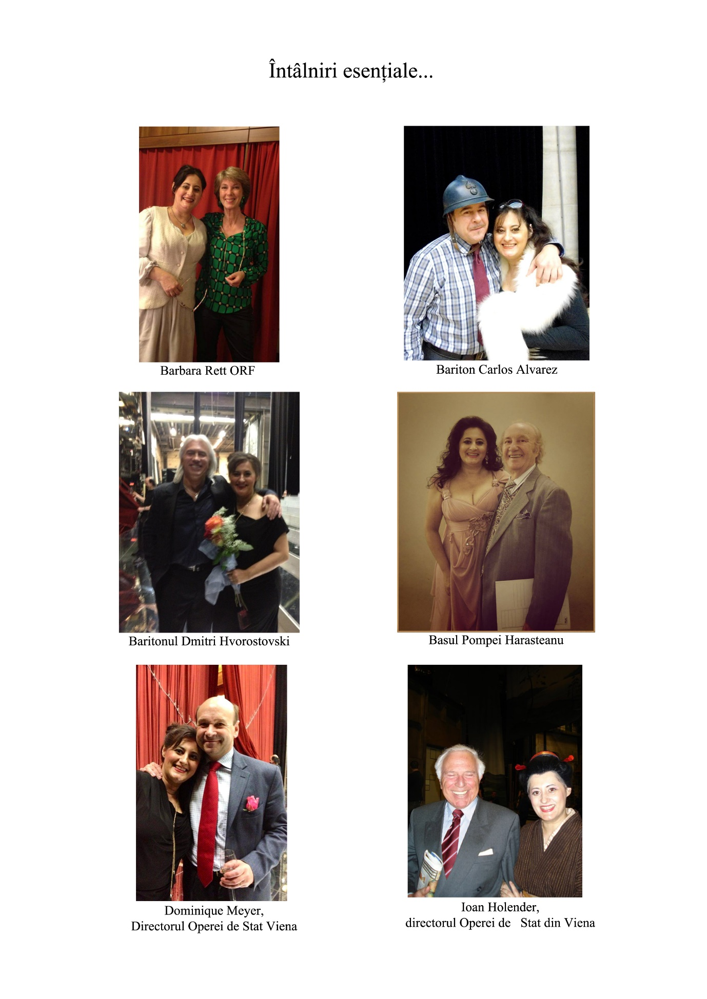 Întâlniri esențiale...
Barbara Rett ORF
Bariton Carlos Alvarez
Baritonul Dmitri Hvorostovski
Basul Pompei Harasteanu
Dominique Meyer,
Directorul Operei de Stat Viena
Ioan Holender,
directorul Operei de Stat din Viena